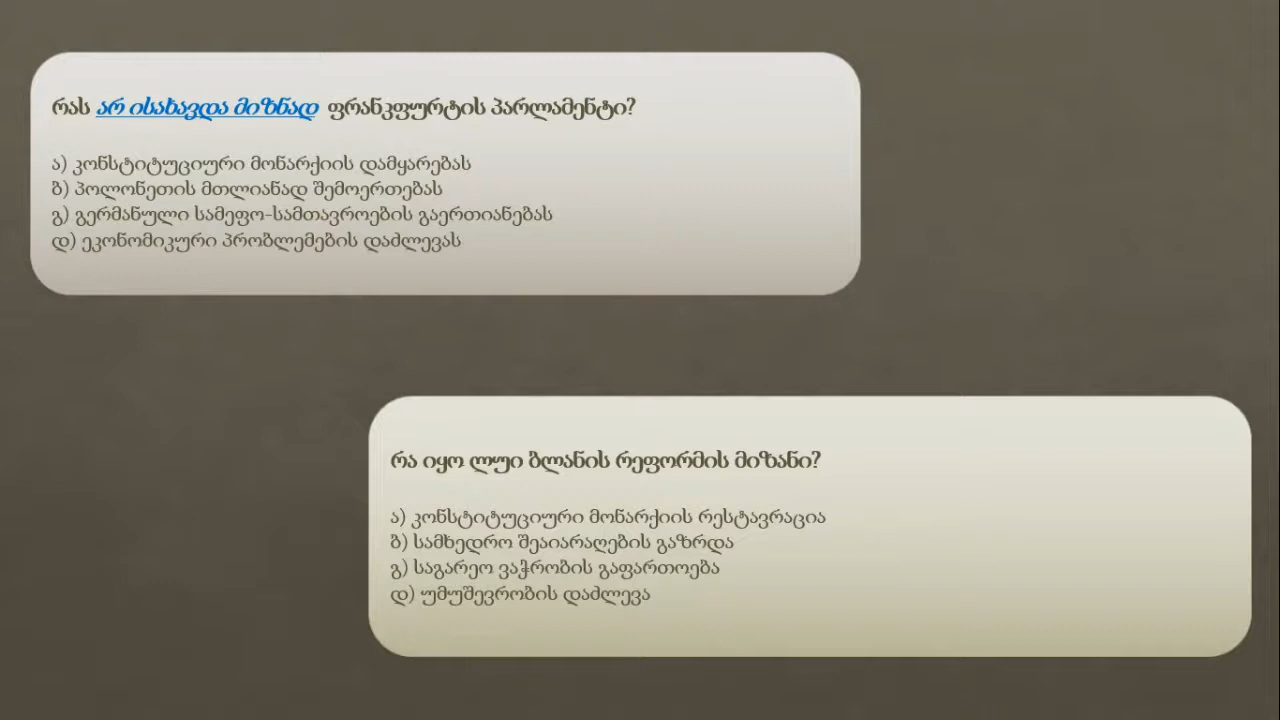 რას არ ისახავდა მიზნად ფრანკფურტის პარლამენტი?
ა) კონსტიტუციური მონარქიის დამყარებას
ბ) პოლონეთის მთლიანად შემოერთებას
გ) გერმანული სამეფო-სამთავროების გაერთიანებას
დ) ეკონომიკური პრობლემების დაძლევას
რა იყო ლუი ბლანის რეფორმის მიზანი?
ა) კონსტიტუციური მონარქიის რესტავრაცია
ბ) სამხედრო შეაიარაღების გაზრდა
გ) საგარეო ვაჭრობის გაფართოება
დ) უმუშევრობის დაძლევა